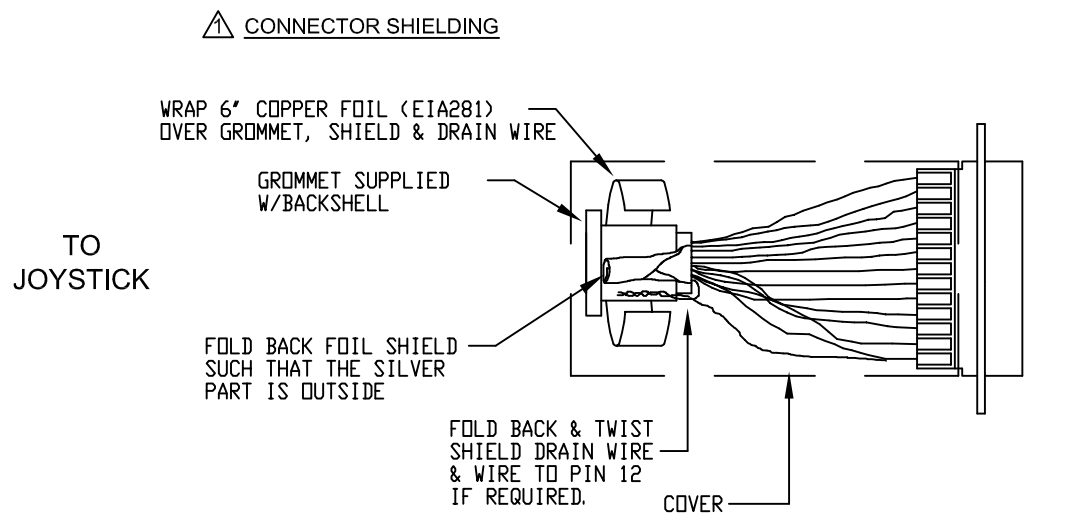 1 CONNECTOR SHIELDING
WRAP 6" COPPER FOIL (EIA281)
OVER GROMMET, SHIELD & DRAIN WIRE
GROMMET SUPPLIED
W/BACKSHELL
TO
JOYSTICK
FOLD BACK FOIL SHIELD
SUCH THAT THE SILVER
PART IS OUTSIDE
FOLD BACK & TWIST
SHIELD DRAIN WIRE
& WIRE TO PIN 12
IF REQUIRED.
COVER